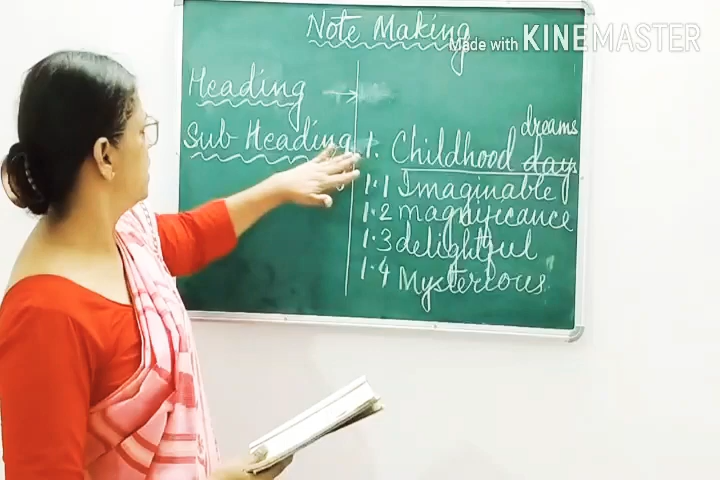 Note Making
Made with KINEMASTER
Heading →
Sub Heading
dreams
1. Childhood days
1.1 Imaginable
1.2 magnificance
1.3 delightful
1.4 Mysterious